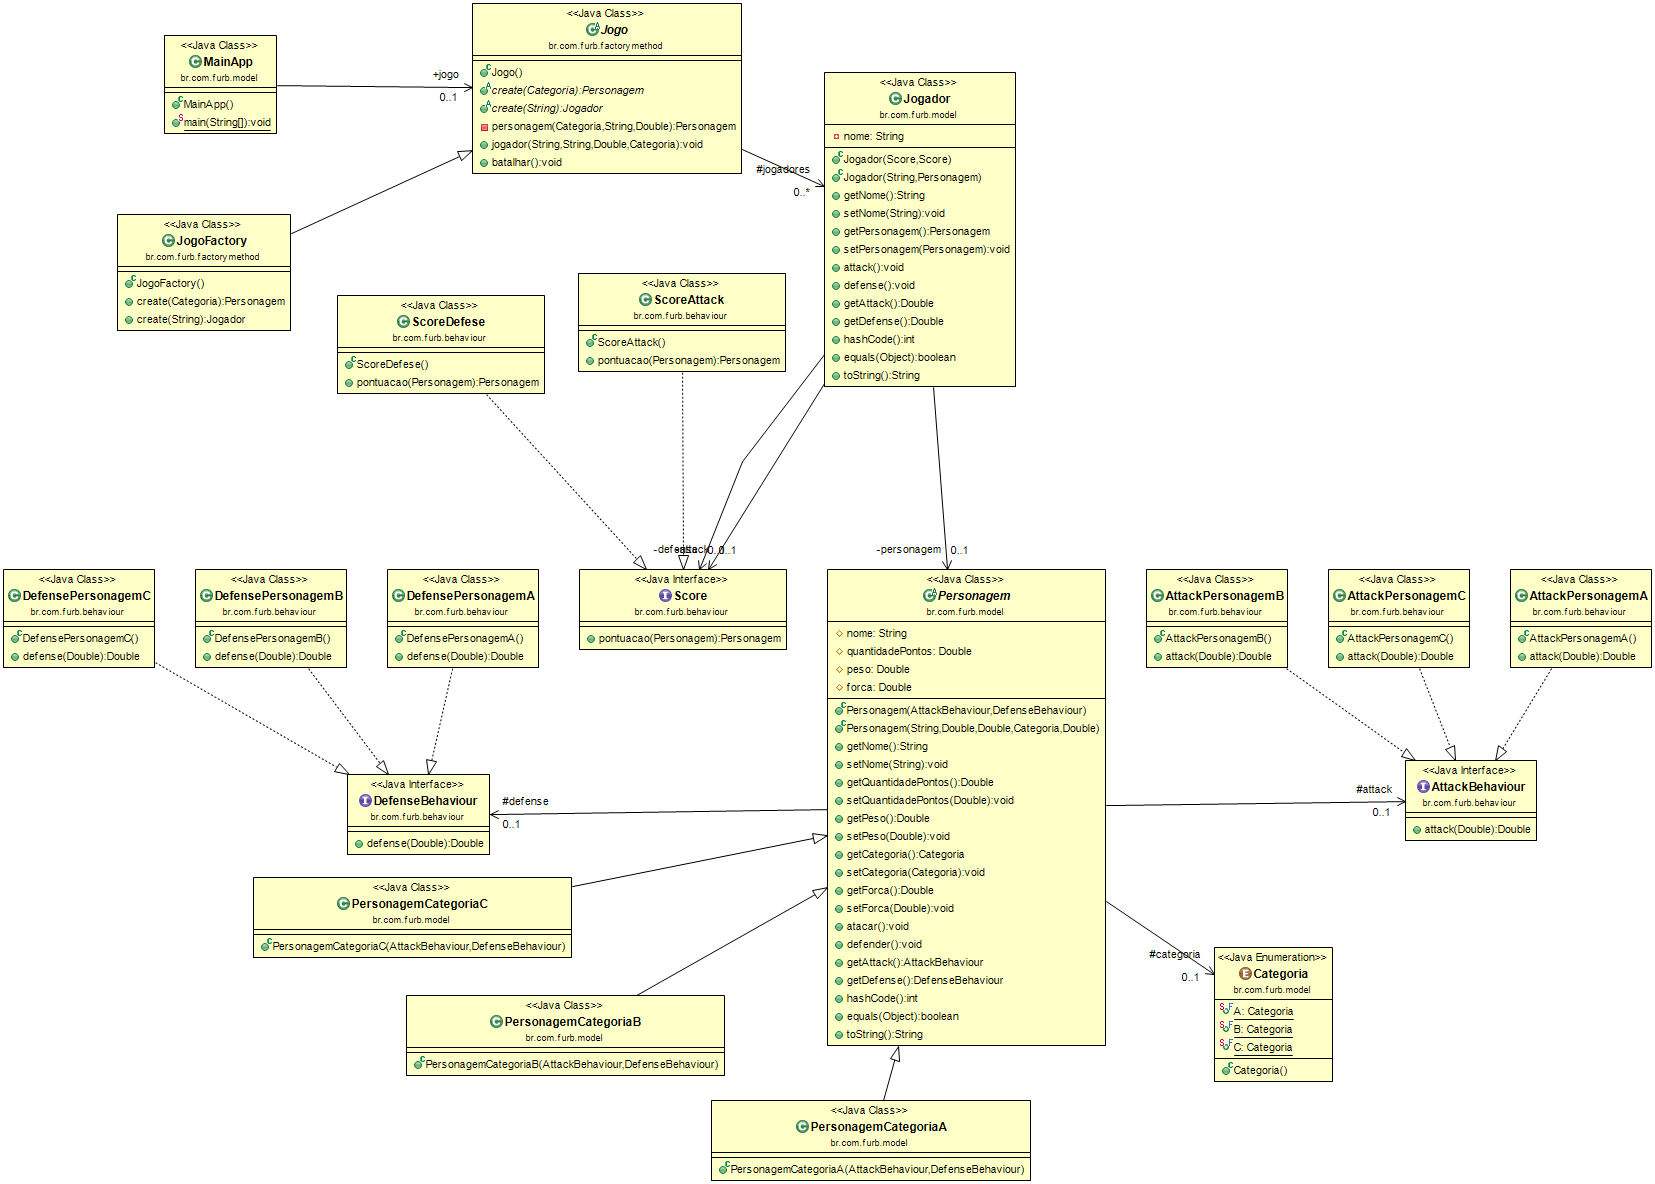 <<Java Class>>
MainApp
br.com.furb.model
MainApp()
main(String[]):void
+jogo
0..1
<<Java Class>>
Jogo
br.com.furb.factorymethod
Jogo()
create(Categoria):Personagem
create(String):Jogador
personagem(Categoria,String,Double):Personagem
jogador(String,String,Double,Categoria):void
batalhar():void
#jogadores
0..*
<<Java Class>>
Jogador
br.com.furb.model
nome: String
Jogador(Score,Score)
Jogador(String,Personagem)
getNome():String
setNome(String):void
getPersonagem():Personagem
setPersonagem(Personagem):void
attack():void
defense():void
getAttack():Double
getDefense():Double
hashCode():int
equals(Object):boolean
toString():String
<<Java Class>>
JogoFactory
br.com.furb.factorymethod
JogoFactory()
create(Categoria):Personagem
create(String):Jogador
<<Java Class>>
ScoreDefese
br.com.furb.behaviour
ScoreDefese()
pontuacao(Personagem):Personagem
<<Java Class>>
ScoreAttack
br.com.furb.behaviour
ScoreAttack()
pontuacao(Personagem):Personagem
0..1
-personagem
0..1
<<Java Class>>
DefensePersonagemC
br.com.furb.behaviour
DefensePersonagemC()
defense(Double):Double
<<Java Class>>
DefensePersonagemB
br.com.furb.behaviour
DefensePersonagemB()
defense(Double):Double
<<Java Class>>
DefensePersonagemA
br.com.furb.behaviour
DefensePersonagemA()
defense(Double):Double
<<Java Interface>>
Score
br.com.furb.behaviour
pontuacao(Personagem):Personagem
<<Java Class>>
Personagem
br.com.furb.model
nome: String
quantidadePontos: Double
peso: Double
forca: Double
Personagem(AttackBehaviour,DefenseBehaviour)
Personagem(String,Double,Double,Categoria,Double)
getNome():String
setNome(String):void
getQuantidadePontos():Double
setQuantidadePontos(Double):void
getPeso():Double
setPeso(Double):void
getCategoria():Categoria
setCategoria(Categoria):void
getForca():Double
setForca(Double):void
atacar():void
defender():void
getAttack():AttackBehaviour
getDefense():DefenseBehaviour
hashCode():int
equals(Object):boolean
toString():String
<<Java Class>>
AttackPersonagemB
br.com.furb.behaviour
AttackPersonagemB()
attack(Double):Double
<<Java Class>>
AttackPersonagemC
br.com.furb.behaviour
AttackPersonagemC()
attack(Double):Double
<<Java Class>>
AttackPersonagemA
br.com.furb.behaviour
AttackPersonagemA()
attack(Double):Double
<<Java Interface>>
DefenseBehaviour
br.com.furb.behaviour
defense(Double):Double
#defense
0..1
#attack
0..1
<<Java Interface>>
AttackBehaviour
br.com.furb.behaviour
attack(Double):Double
<<Java Class>>
PersonagemCategoriaC
br.com.furb.model
PersonagemCategoriaC(AttackBehaviour,DefenseBehaviour)
<<Java Class>>
PersonagemCategoriaB
br.com.furb.model
PersonagemCategoriaB(AttackBehaviour,DefenseBehaviour)
#categoria
0..1
<<Java Enumeration>>
Categoria
br.com.furb.model
A: Categoria
B: Categoria
C: Categoria
Categoria()
<<Java Class>>
PersonagemCategoriaA
br.com.furb.model
PersonagemCategoriaA(AttackBehaviour,DefenseBehaviour)